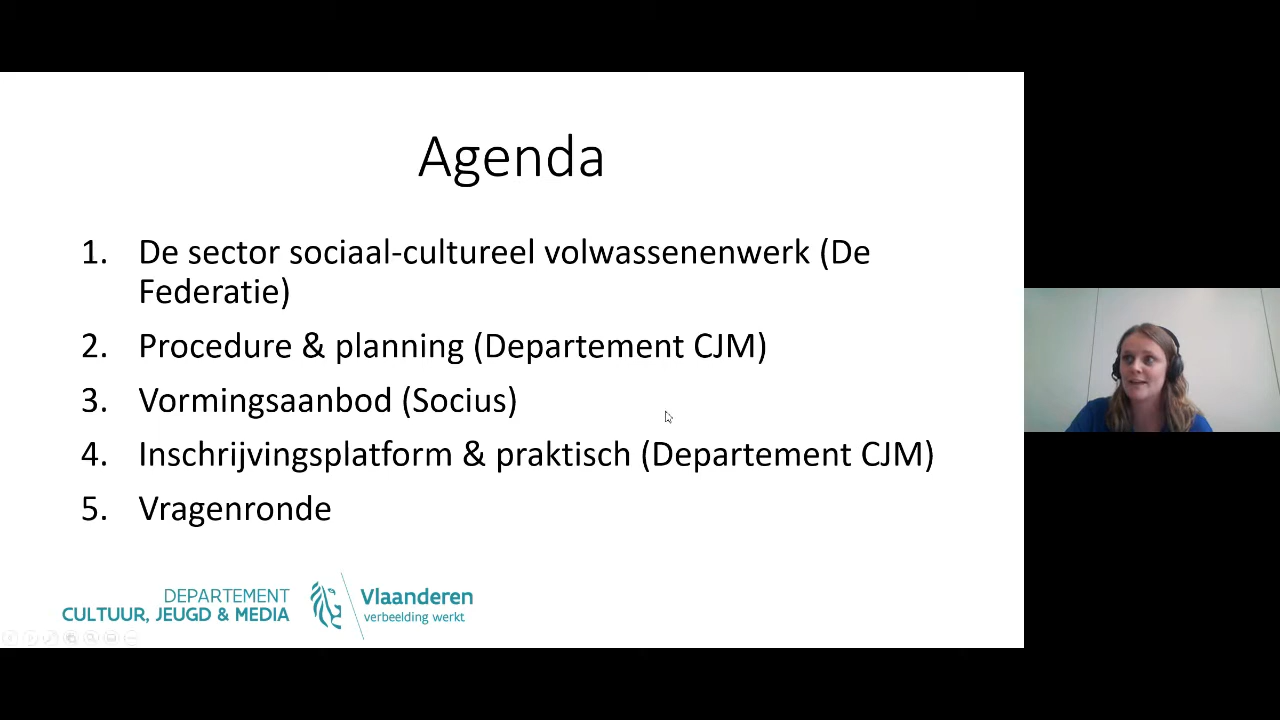 Agenda
1. De sector sociaal-cultureel volwassenenwerk (De
Federatie)
2. Procedure & planning (Departement CJM)
3. Vormingsaanbod (Socius)
4. Inschrijvingsplatform & praktisch (Departement CJM)
5. Vragenronde
DEPARTEMENT
CULTUUR, JEUGD & MEDIA
Vlaanderen
verbeelding werkt